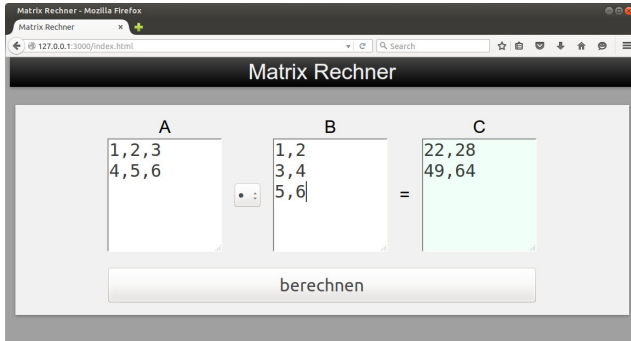 Matrix Rechner - Mozilla Firefox
Matrix Rechner
127.0.0.1:3000/index.html
Search
Matrix Rechner
A B C
1,2,3 1,2 22,28
4,5,6 3,4 49,64
• 5,6 =
berechnen